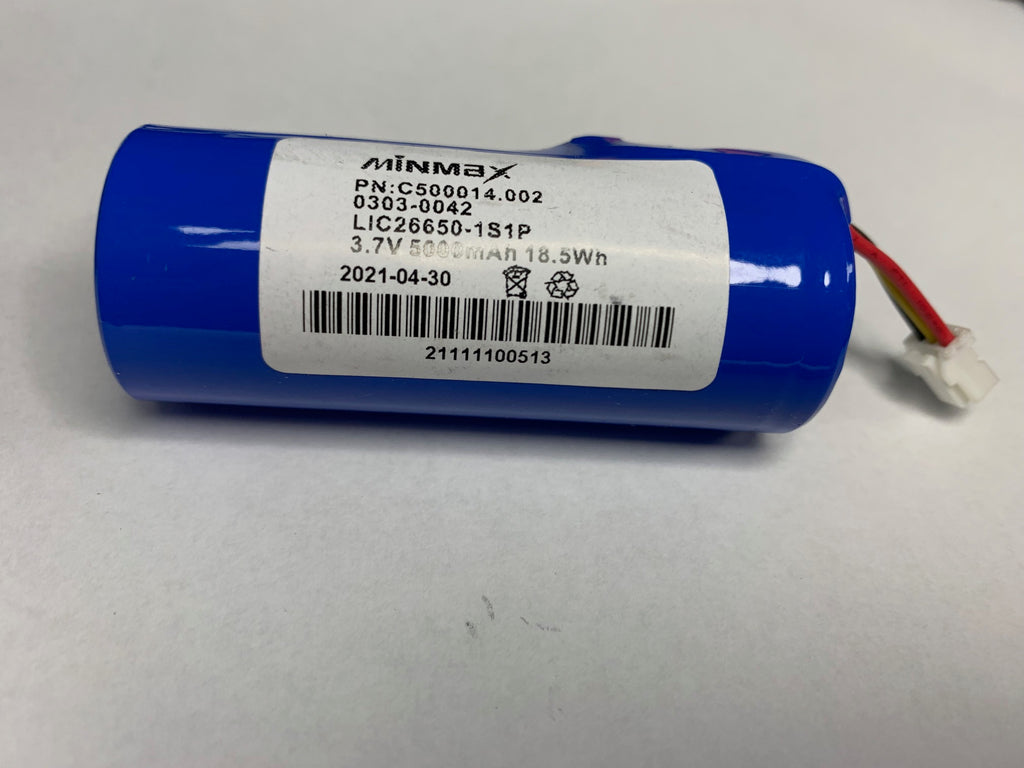 MINMAX
PN:C500014.002
0303-0042
LIC26650-1S1P
3.7V 5000mAh 18.5Wh
2021-04-30
21111100513